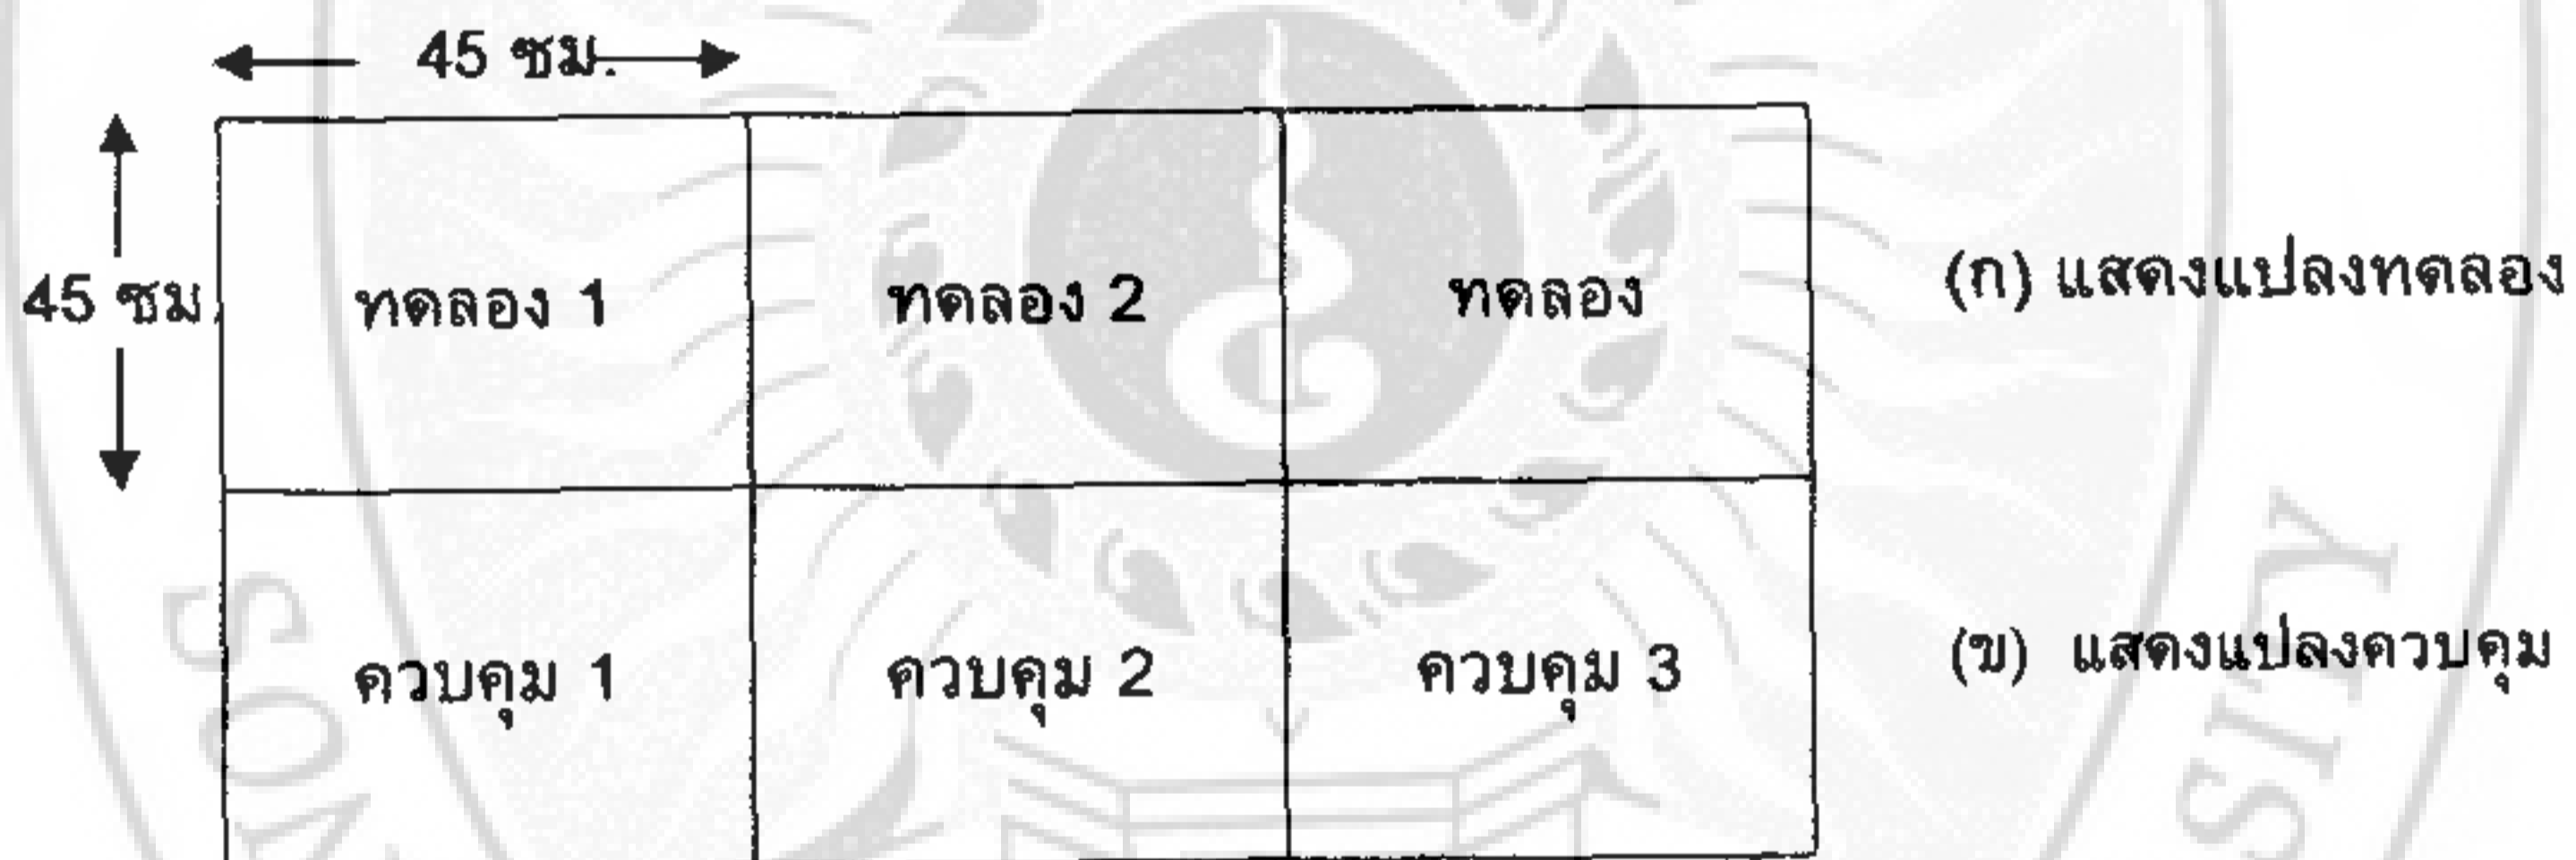 45 ซม.
45 ซม.
ทดลอง 1 ทดลอง 2 ทดลอง (ก) แสดงแปลงทดลอง
ควบคุม 1 ควบคุม 2 ควบคุม 3 (ข) แสดงแปลงควบคุม